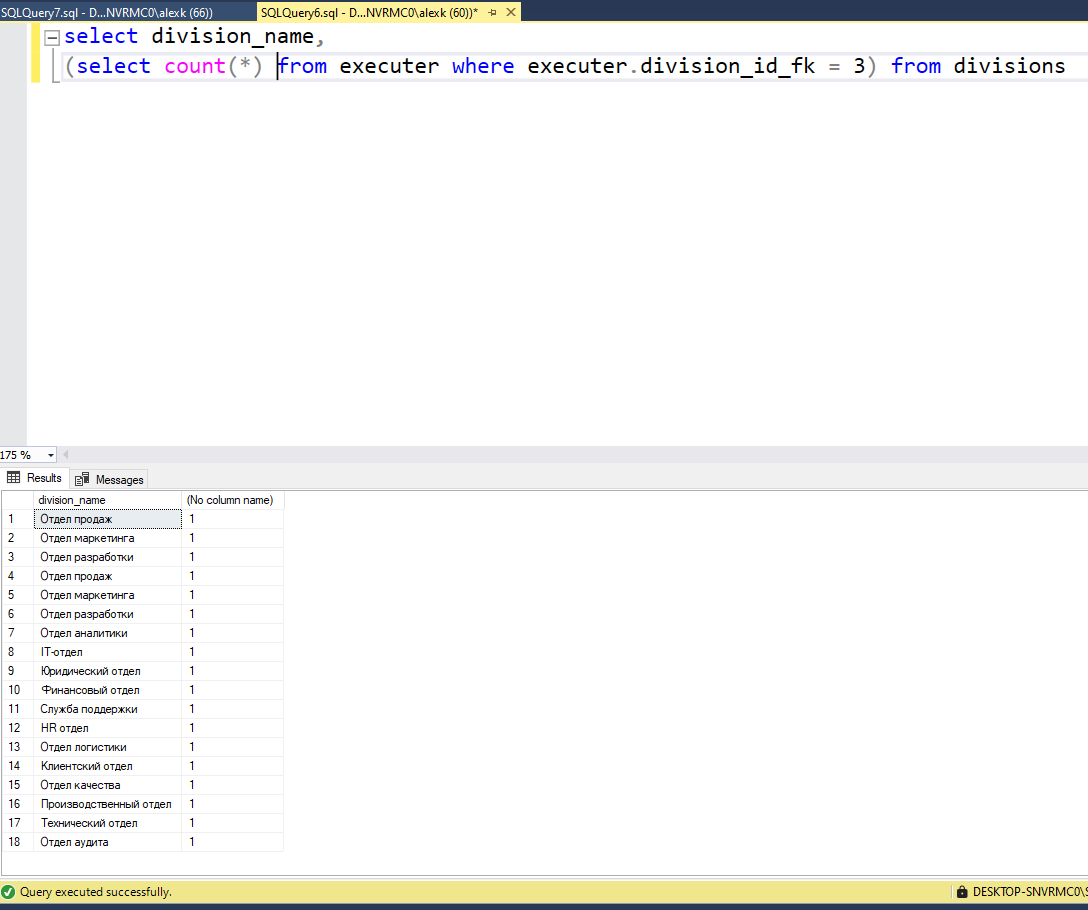 SQLQuery7.sql - D...NVRMC0\alexk (66))
SQLQuery6.sql - D...NVRMC0\alexk (60))*
select division_name,
(select count(*) from executer where executer.division_id_fk = 3) from divisions
175 %
Results
Messages
division_name (No column name)
1 Отдел продаж 1
2 Отдел маркетинга 1
3 Отдел разработки 1
4 Отдел продаж 1
5 Отдел маркетинга 1
6 Отдел разработки 1
7 Отдел аналитики 1
8 IT-отдел 1
9 Юридический отдел 1
10 Финансовый отдел 1
11 Служба поддержки 1
12 HR отдел 1
13 Отдел логистики 1
14 Клиентский отдел 1
15 Отдел качества 1
16 Производственный отдел 1
17 Технический отдел 1
18 Отдел аудита 1
Query executed successfully.
DESKTOP-SNVRMC0\S